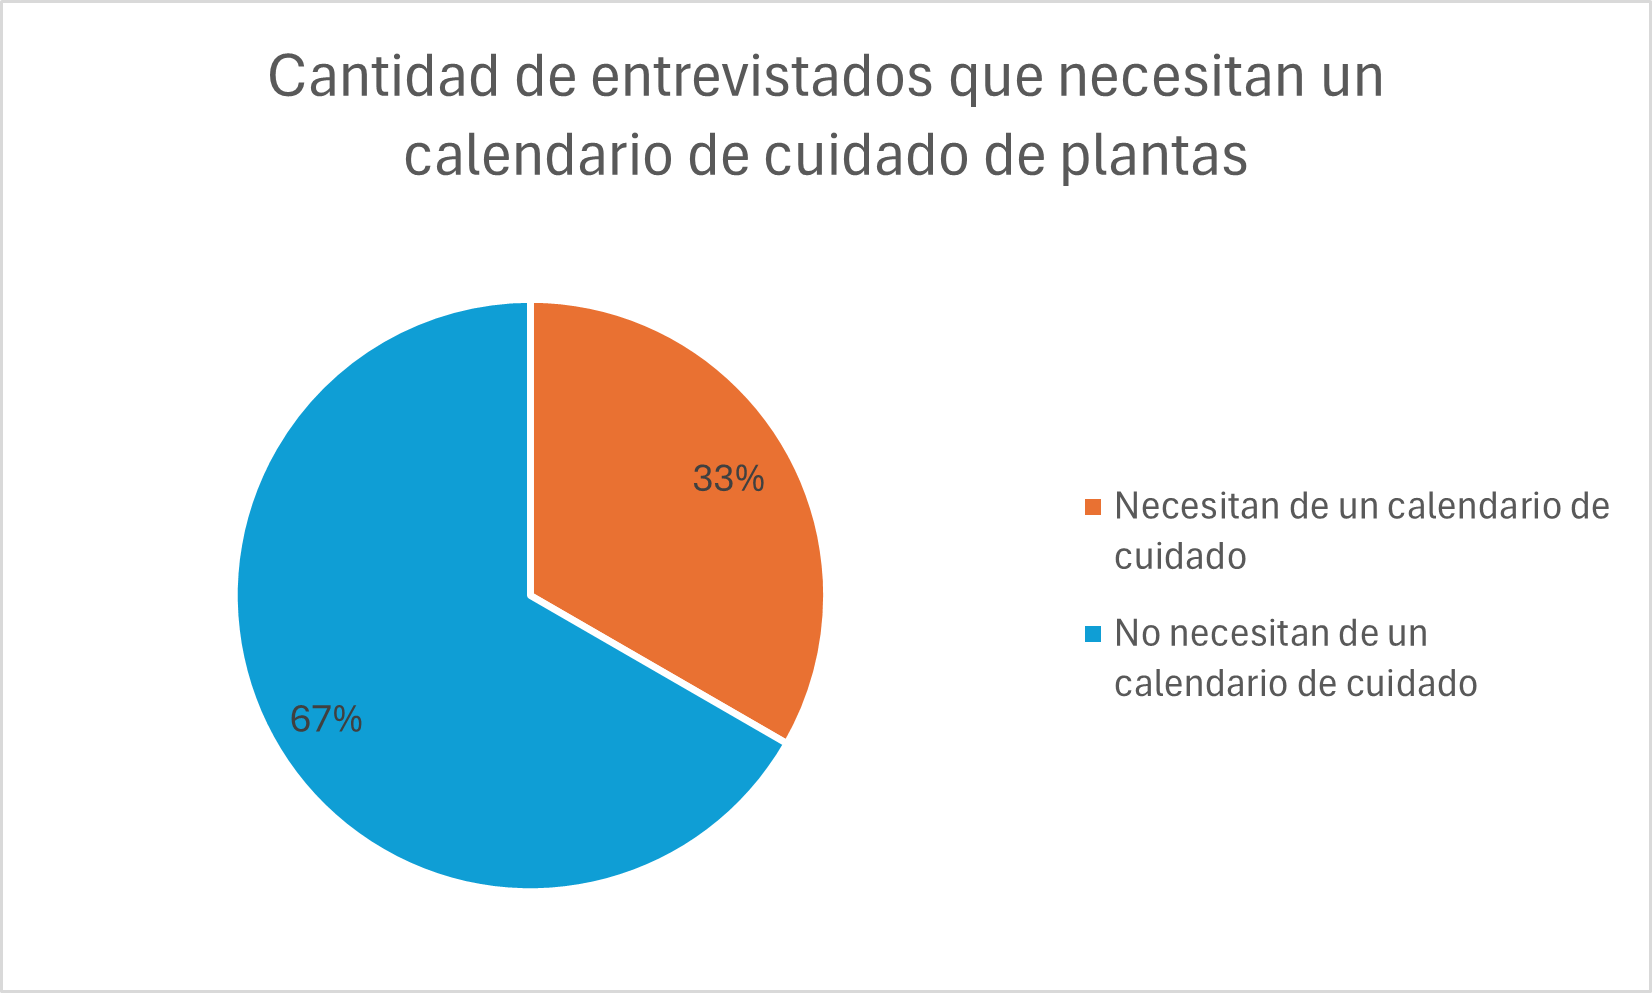 Cantidad de entrevistados que necesitan un
calendario de cuidado de plantas
33%
67%
Necesitan de un calendario de
cuidado
No necesitan de un
calendario de cuidado